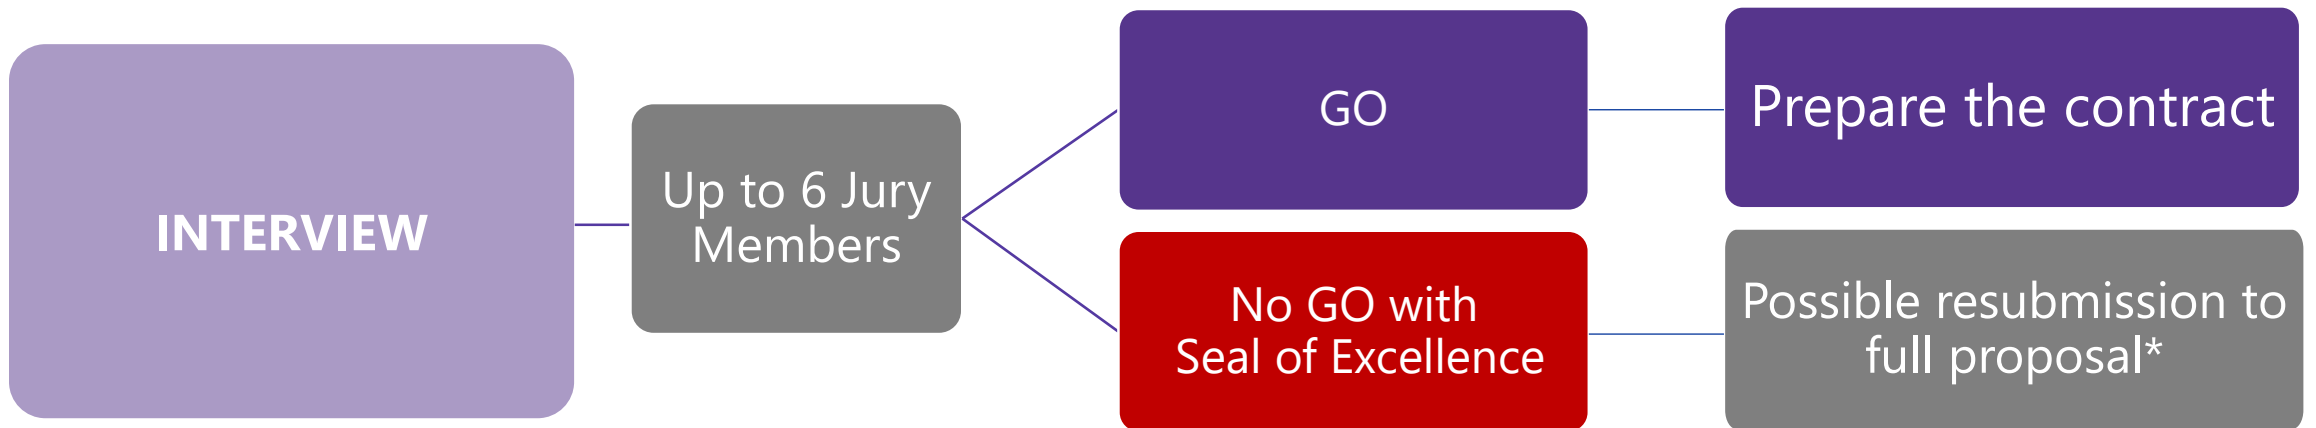 INTERVIEW
Up to 6 Jury
Members
GO
Prepare the contract
No GO with
Seal of Excellence
Possible resubmission to
full proposal*